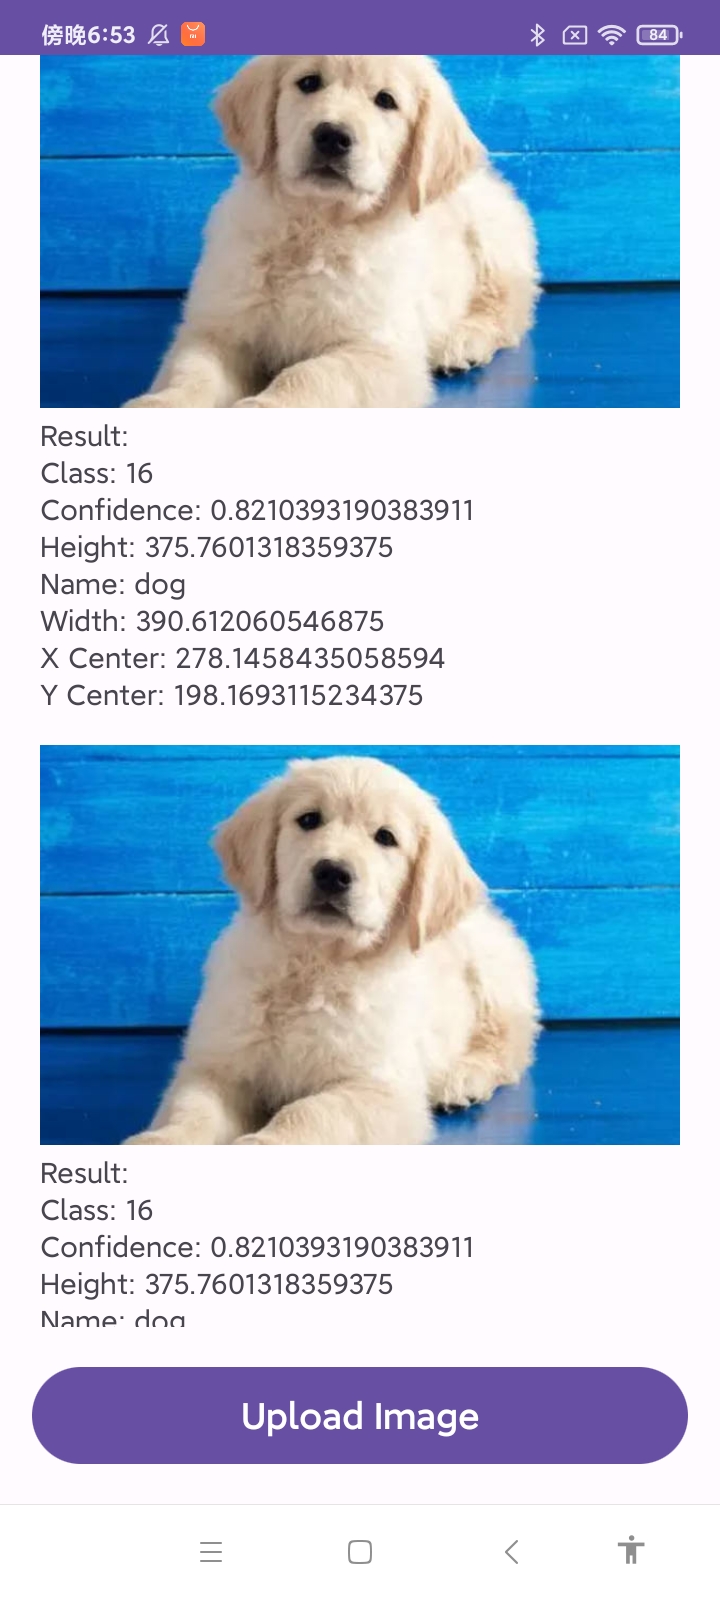 傍晚6:53
84
Result:
Class: 16
Confidence: 0.8210393190383911
Height: 375.7601318359375
Name: dog
Width: 390.612060546875
X Center: 278.1458435058594
Y Center: 198.1693115234375
Result:
Class: 16
Confidence: 0.8210393190383911
Height: 375.7601318359375
Name: dog
Upload Image